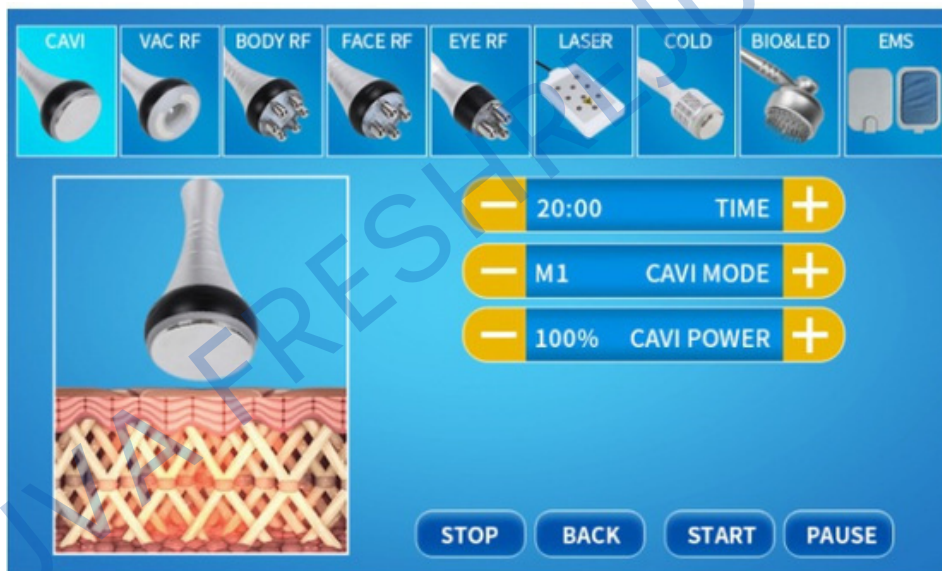 CAVI
VAC RF
BODY RF
FACE RF
EYE RF
LASER
COLD
BIO&LED
EMS
20:00 TIME
M1 CAVI MODE
100% CAVI POWER
STOP
BACK
START
PAUSE